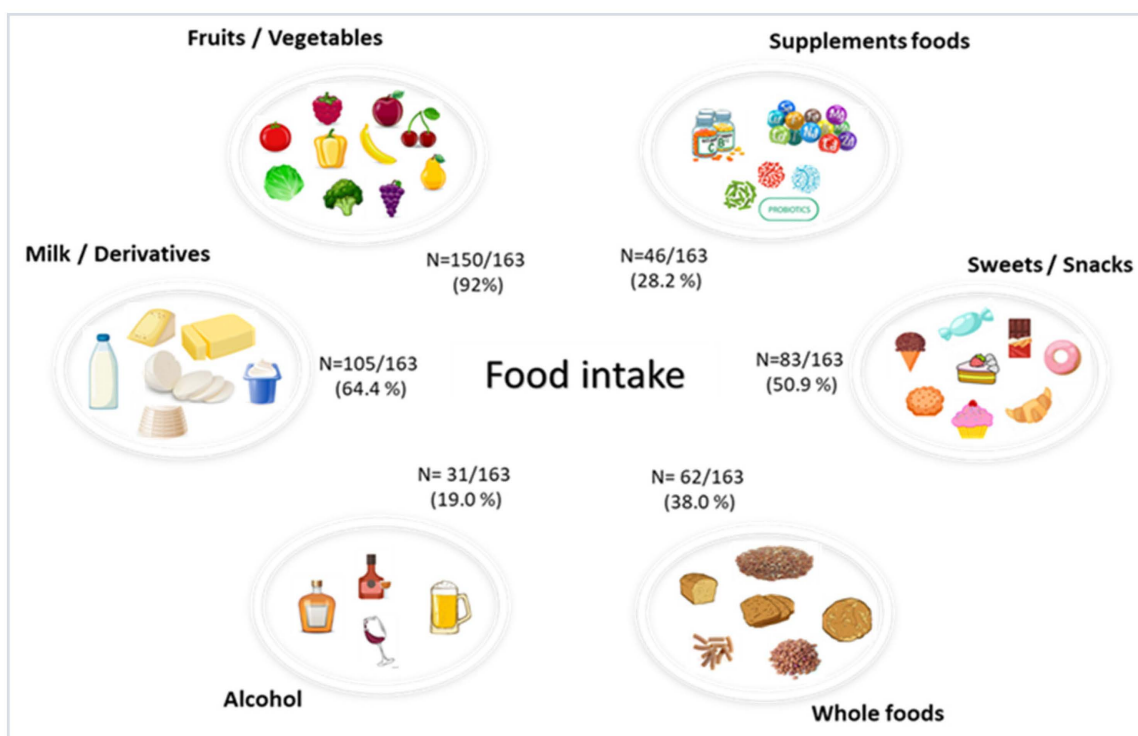 Fruits / Vegetables
Supplements foods
PROBIOTICS
N=150/163
(92%)
N=46/163
(28.2 %)
Milk / Derivatives
Sweets / Snacks
N=105/163
(64.4 %)
Food intake
N=83/163
(50.9 %)
N= 31/163
(19.0 %)
N= 62/163
(38.0 %)
Alcohol
Whole foods